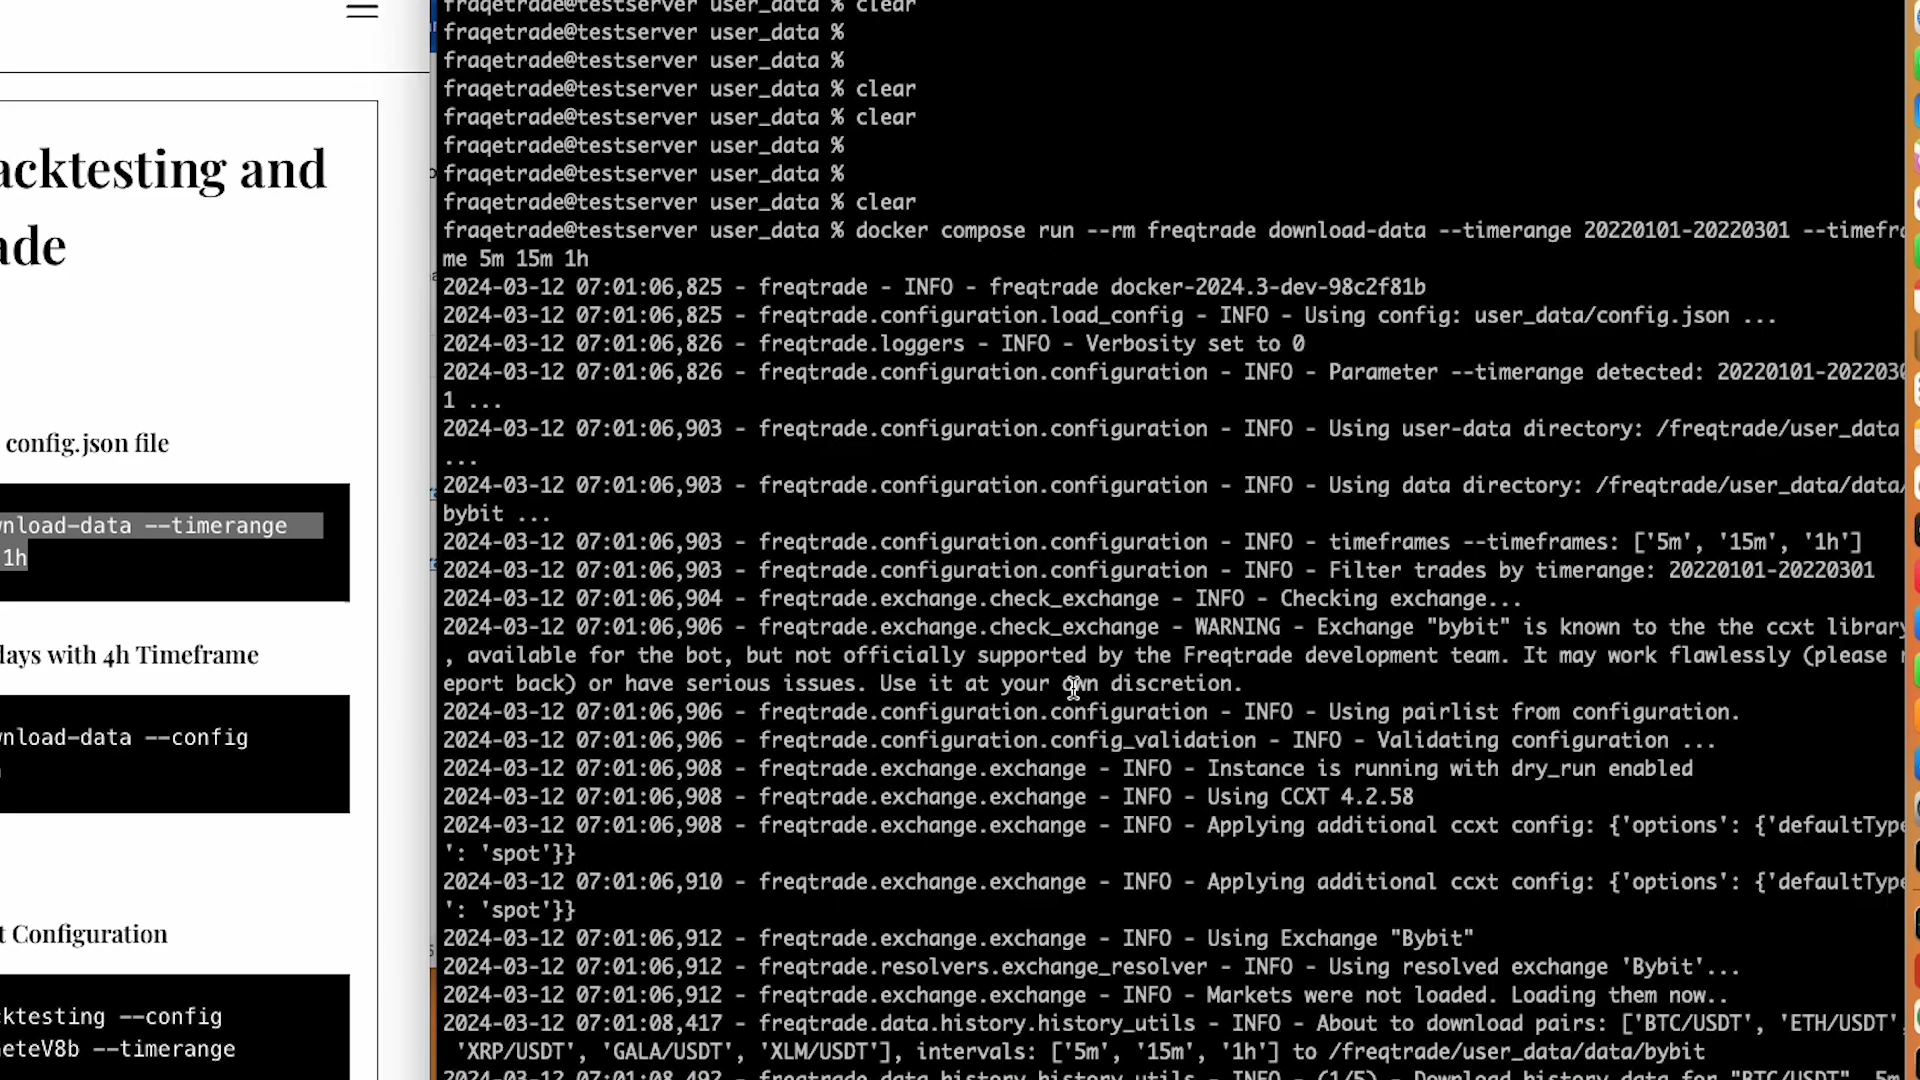 acktesting and
ade
config.json file
nload-data --timerange
1h
days with 4h Timeframe
nload-data --config
t Configuration
cktesting --config
eteV8b --timerange
fraqetrade@testserver user_data % clear
fraqetrade@testserver user_data %
fraqetrade@testserver user_data %
fraqetrade@testserver user_data % clear
fraqetrade@testserver user_data % clear
fraqetrade@testserver user_data %
fraqetrade@testserver user_data %
fraqetrade@testserver user_data % clear
fraqetrade@testserver user_data % docker compose run --rm freqtrade download-data --timerange 20220101-20220301 --timefra
me 5m 15m 1h
2024-03-12 07:01:06,825 - freqtrade - INFO - freqtrade docker-2024.3-dev-98c2f81b
2024-03-12 07:01:06,825 - freqtrade.configuration.load_config - INFO - Using config: user_data/config.json ...
2024-03-12 07:01:06,826 - freqtrade.loggers - INFO - Verbosity set to 0
2024-03-12 07:01:06,826 - freqtrade.configuration.configuration - INFO - Parameter --timerange detected: 20220101-2022030
1 ...
2024-03-12 07:01:06,903 - freqtrade.configuration.configuration - INFO - Using user-data directory: /freqtrade/user_data
...
2024-03-12 07:01:06,903 - freqtrade.configuration.configuration - INFO - Using data directory: /freqtrade/user_data/data/
bybit ...
2024-03-12 07:01:06,903 - freqtrade.configuration.configuration - INFO - timeframes --timeframes: ['5m', '15m', '1h']
2024-03-12 07:01:06,903 - freqtrade.configuration.configuration - INFO - Filter trades by timerange: 20220101-20220301
2024-03-12 07:01:06,904 - freqtrade.exchange.check_exchange - INFO - Checking exchange...
2024-03-12 07:01:06,906 - freqtrade.exchange.check_exchange - WARNING - Exchange "bybit" is known to the the ccxt library
, available for the bot, but not officially supported by the Freqtrade development team. It may work flawlessly (please r
eport back) or have serious issues. Use it at your own discretion.
2024-03-12 07:01:06,906 - freqtrade.configuration.configuration - INFO - Using pairlist from configuration.
2024-03-12 07:01:06,906 - freqtrade.configuration.config_validation - INFO - Validating configuration ...
2024-03-12 07:01:06,908 - freqtrade.exchange.exchange - INFO - Instance is running with dry_run enabled
2024-03-12 07:01:06,908 - freqtrade.exchange.exchange - INFO - Using CCXT 4.2.58
2024-03-12 07:01:06,908 - freqtrade.exchange.exchange - INFO - Applying additional ccxt config: {'options': {'defaultType
': 'spot'}}
2024-03-12 07:01:06,910 - freqtrade.exchange.exchange - INFO - Applying additional ccxt config: {'options': {'defaultType
': 'spot'}}
2024-03-12 07:01:06,912 - freqtrade.exchange.exchange - INFO - Using Exchange "Bybit"
2024-03-12 07:01:06,912 - freqtrade.resolvers.exchange_resolver - INFO - Using resolved exchange 'Bybit'...
2024-03-12 07:01:06,912 - freqtrade.exchange.exchange - INFO - Markets were not loaded. Loading them now..
2024-03-12 07:01:08,417 - freqtrade.data.history.history_utils - INFO - About to download pairs: ['BTC/USDT', 'ETH/USDT',
'XRP/USDT', 'GALA/USDT', 'XLM/USDT'], intervals: ['5m', '15m', '1h'] to /freqtrade/user_data/data/bybit
2024-03-12 07:01:08,492 - freqtrade.data.history.history_utils - INFO - (1/5) - Download history data for "BTC/USDT", 5m